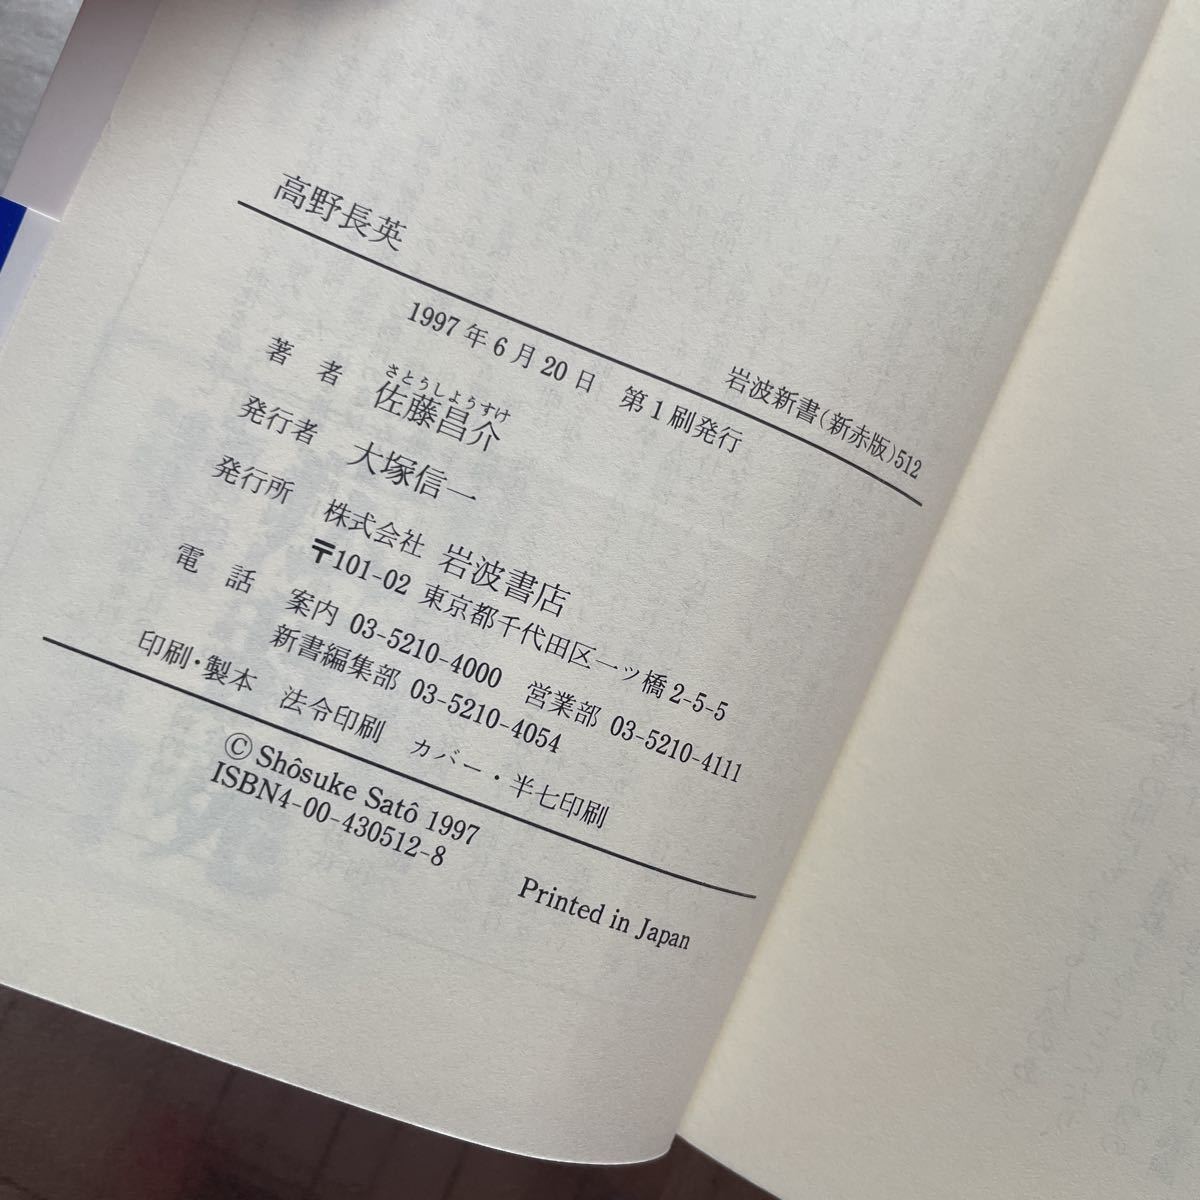 高野長英
岩波新書(新赤版)512
1997年6月20日 第1刷発行
さとうしようすけ
著者 佐藤昌介
発行者 大塚信一
発行所 株式会社 岩波書店
〒101-02 東京都千代田区一ツ橋2-5-5
電話 案内 03-5210-4000 営業部 03-5210-4111
新書編集部 03-5210-4054
印刷・製本 法令印刷 カバー・半七印刷
© Shôsuke Satô 1997
ISBN4-00-430512-8
Printed in Japan